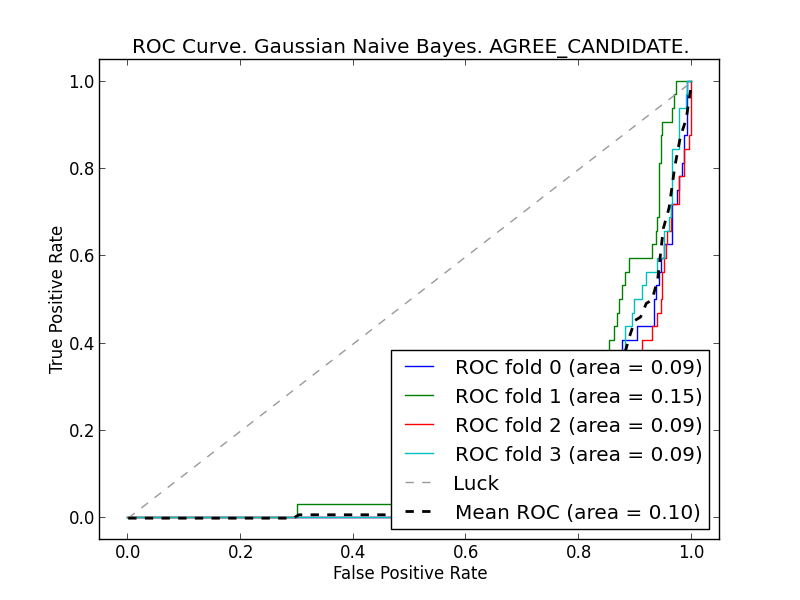 ROC Curve. Gaussian Naive Bayes. AGREE_CANDIDATE.
1.0
0.8
0.6
0.4
0.2
0.0
True Positive Rate
ROC fold 0 (area = 0.09)
ROC fold 1 (area = 0.15)
ROC fold 2 (area = 0.09)
ROC fold 3 (area = 0.09)
Luck
Mean ROC (area = 0.10)
0.0 0.2 0.4 0.6 0.8 1.0
False Positive Rate